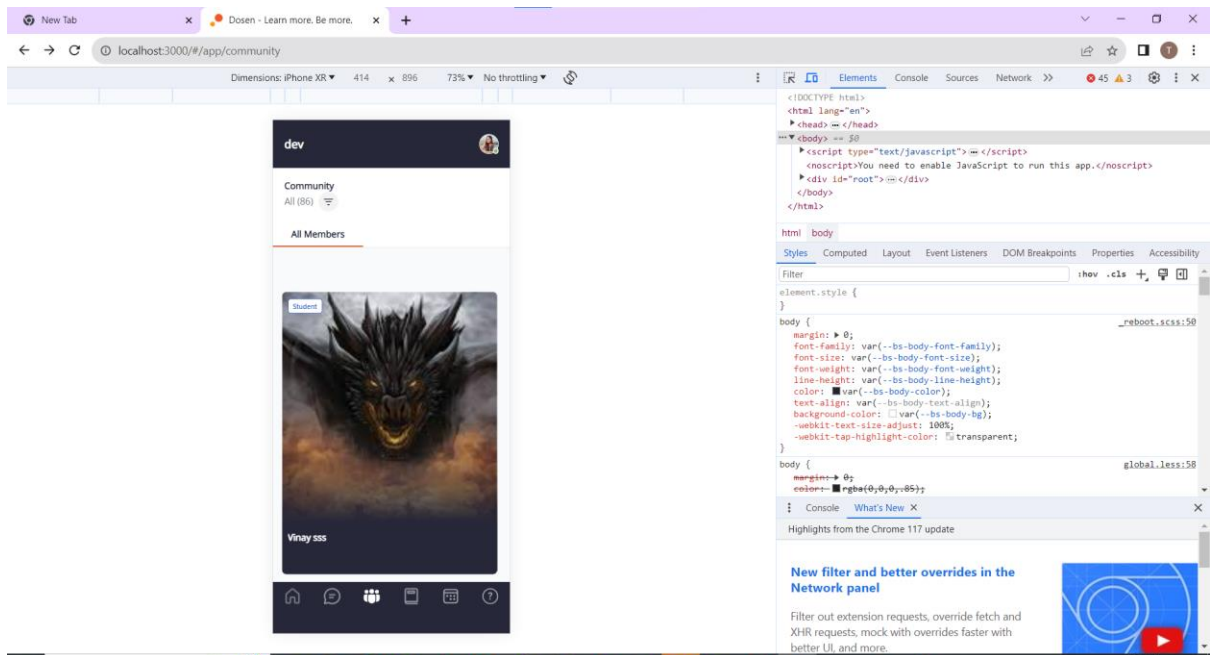 New Tab
Dosen - Learn more. Be more.
localhost:3000/#/app/community
T
Dimensions: iPhone XR ▼ 414 x 896 73% ▼ No throttling ▼
Elements Console Sources Network 45 3
<!DOCTYPE html>
<html lang="en">
<head> … </head>
… <body> == $0
<script type="text/javascript"> … </script>
<noscript>You need to enable JavaScript to run this app.</noscript>
<div id="root"> … </div>
</body>
</html>
html body
Styles Computed Layout Event Listeners DOM Breakpoints Properties Accessibility
Filter :hov .cls
element.style {
}
body { _reboot.scss:50
margin: 0;
font-family: var(--bs-body-font-family);
font-size: var(--bs-body-font-size);
font-weight: var(--bs-body-font-weight);
line-height: var(--bs-body-line-height);
color: var(--bs-body-color);
text-align: var(--bs-body-text-align);
background-color: var(--bs-body-bg);
-webkit-text-size-adjust: 100%;
-webkit-tap-highlight-color: transparent;
}
body { global.less:58
margin: 0;
color: rgba(0,0,0,.85);
Console What's New
Highlights from the Chrome 117 update
New filter and better overrides in the
Network panel
Filter out extension requests, override fetch and
XHR requests, mock with overrides faster with
better UI, and more.
dev
Community
All (86)
All Members
Student
Vinay sss